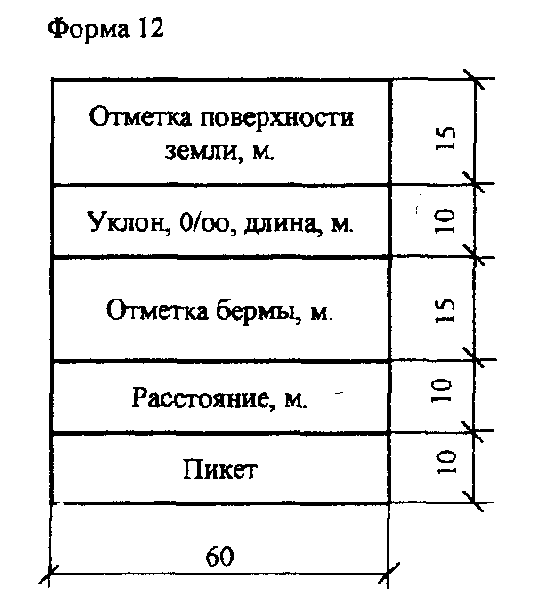 Форма 12
Отметка поверхности
земли, м.
15
Уклон, 0/оо, длина, м.
10
Отметка бермы, м.
15
Расстояние, м.
10
Пикет
10
60